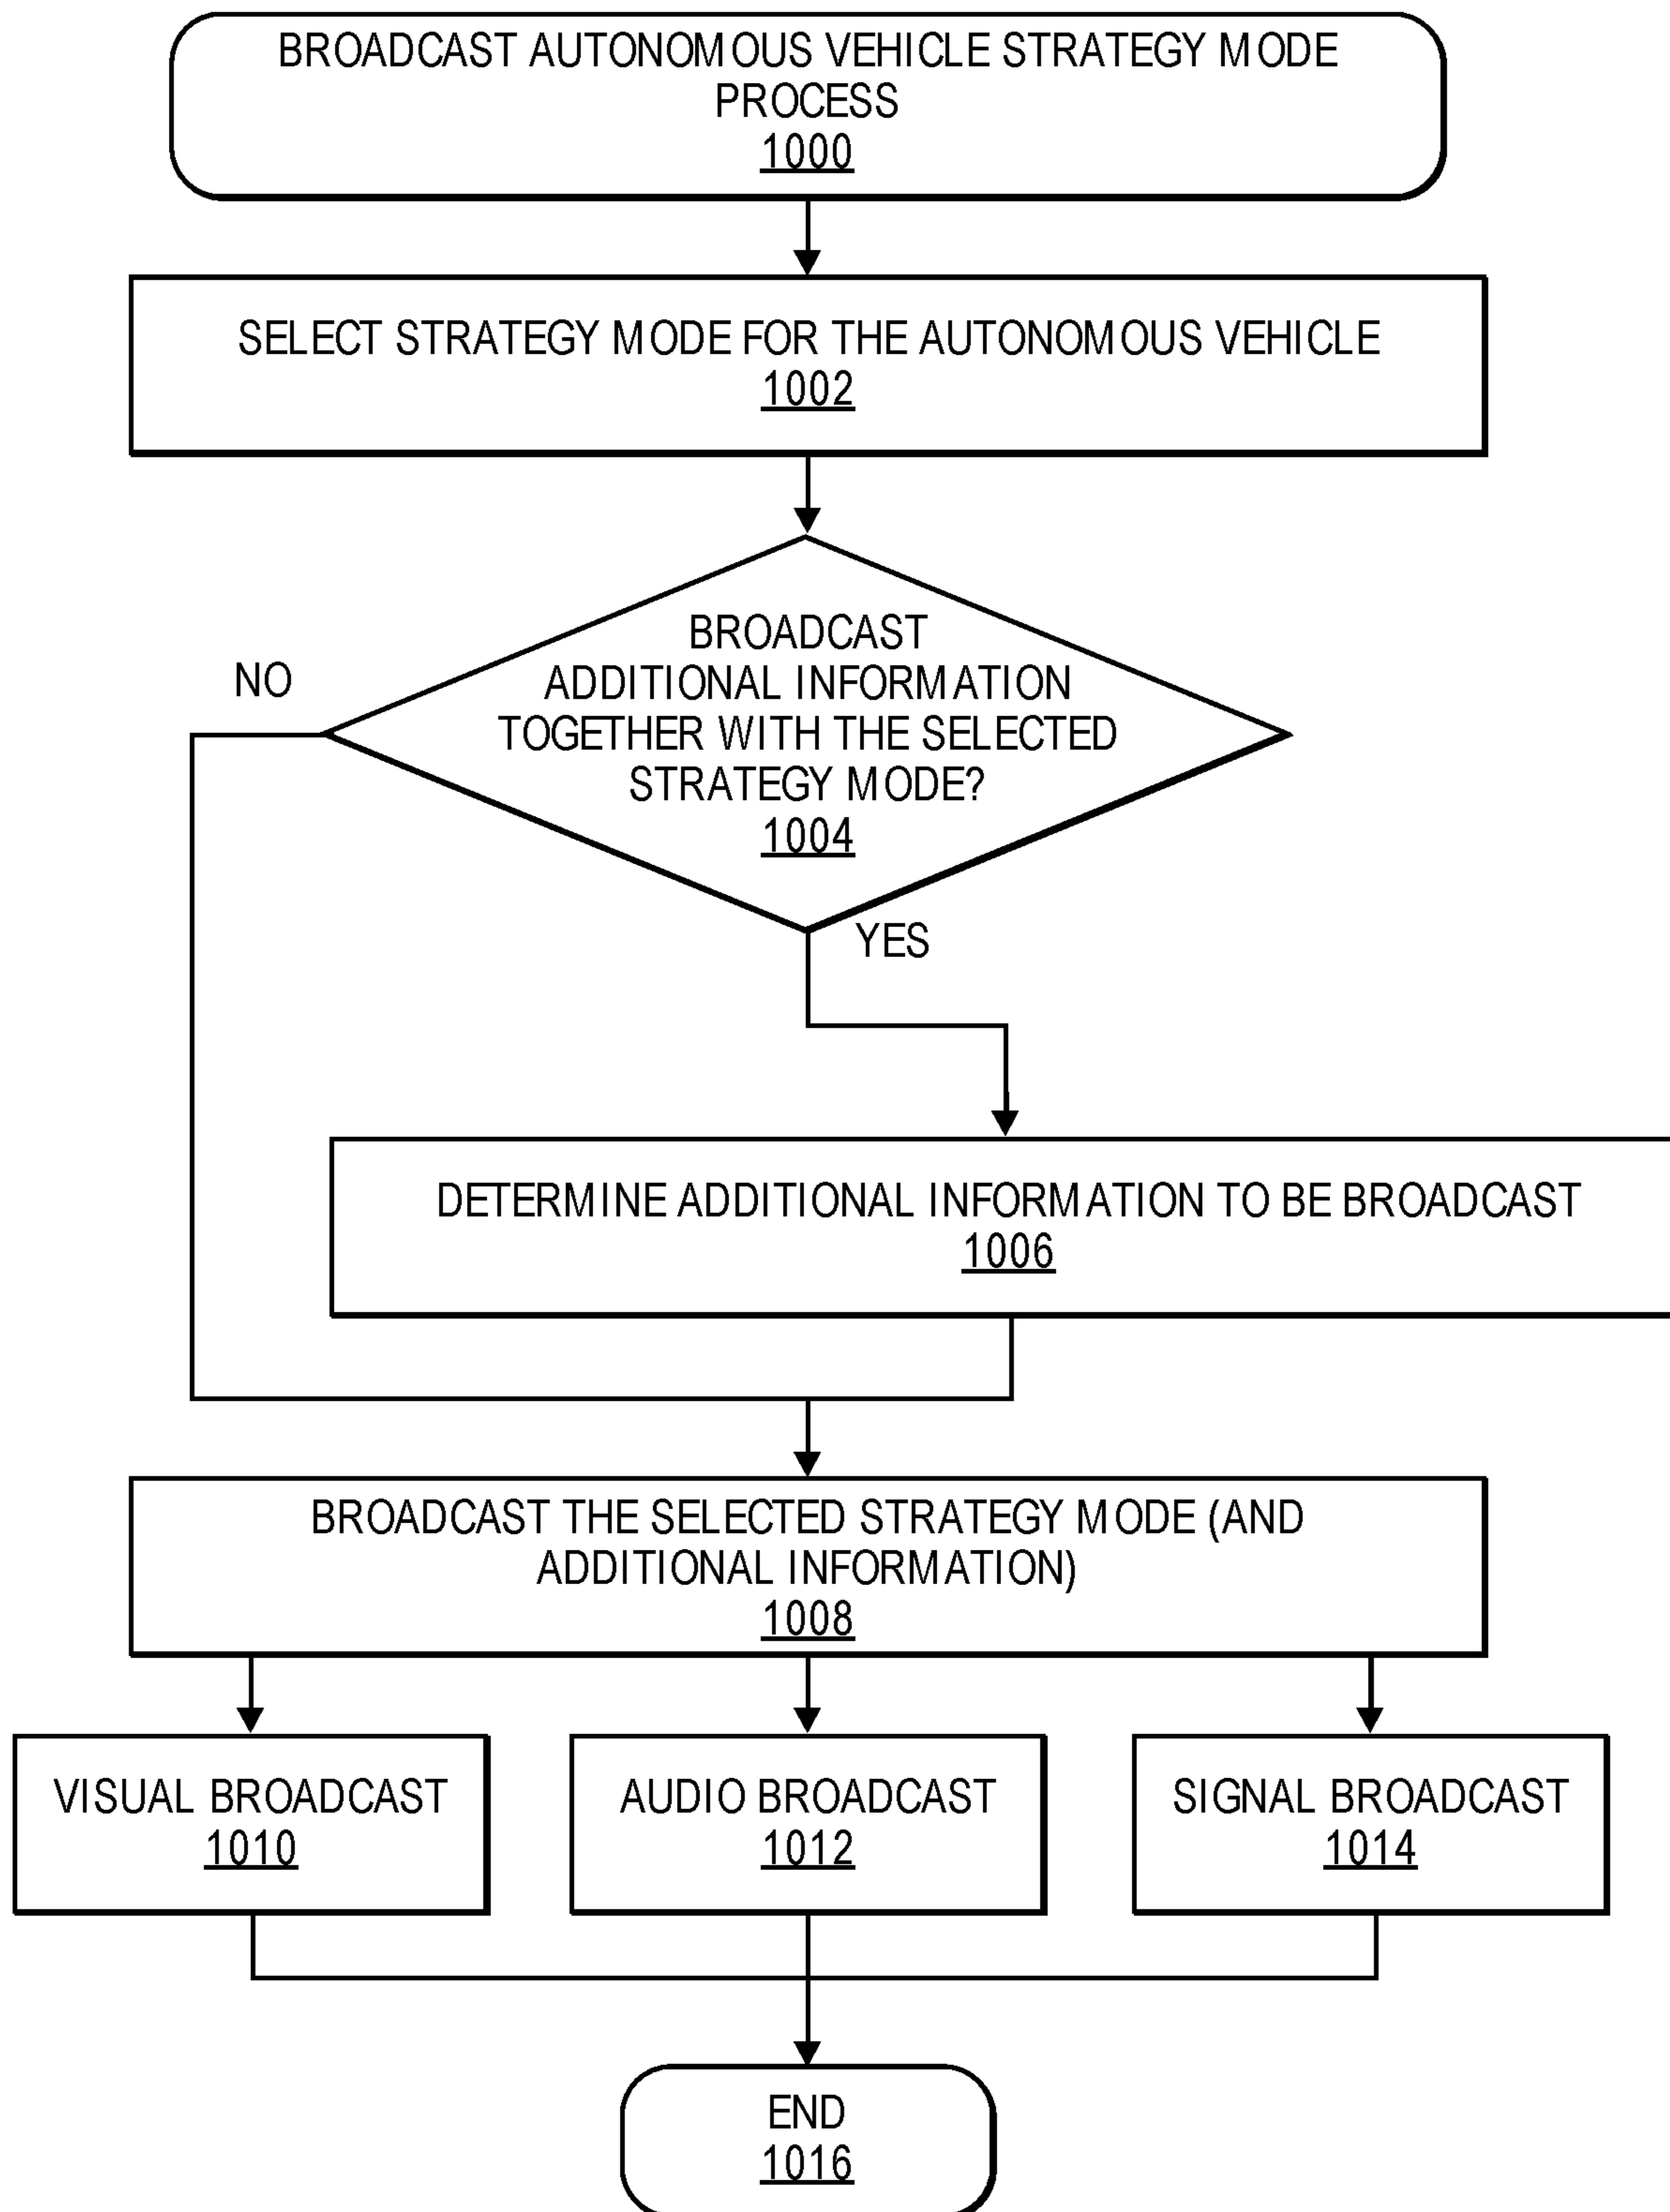 BROADCAST AUTONOMOUS VEHICLE STRATEGY MODE
PROCESS
1000
SELECT STRATEGY MODE FOR THE AUTONOMOUS VEHICLE
1002
BROADCAST
ADDITIONAL INFORMATION
TOGETHER WITH THE SELECTED
STRATEGY MODE?
1004
NO
YES
DETERMINE ADDITIONAL INFORMATION TO BE BROADCAST
1006
BROADCAST THE SELECTED STRATEGY MODE (AND
ADDITIONAL INFORMATION)
1008
VISUAL BROADCAST
1010
AUDIO BROADCAST
1012
SIGNAL BROADCAST
1014
END
1016